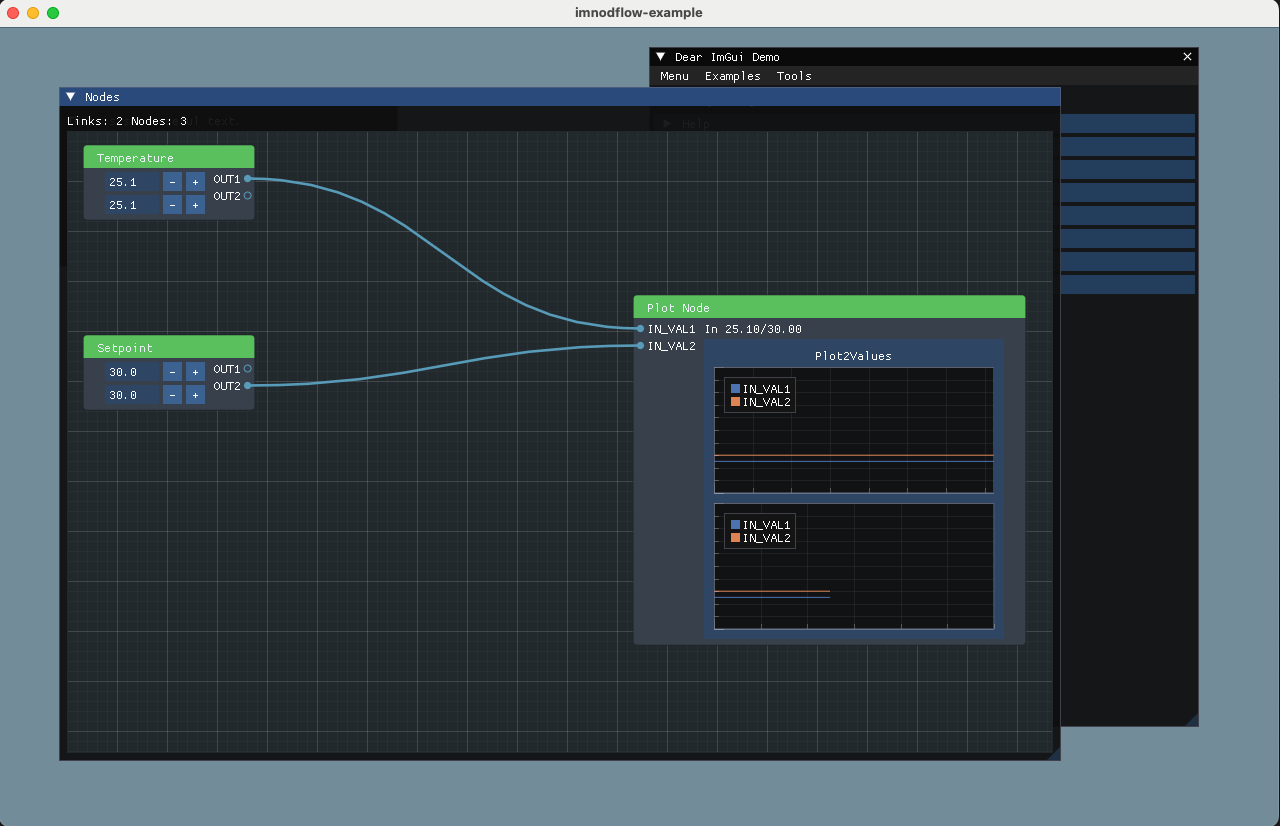 imnodflow-example
Dear ImGui Demo
Menu Examples Tools
Nodes
Links: 2 Nodes: 3
text.
Help
Temperature
25.1 - + OUT1
25.1 - + OUT2
Plot Node
IN_VAL1 In 25.10/30.00
IN_VAL2
Plot2Values
IN_VAL1
IN_VAL2
IN_VAL1
IN_VAL2
Setpoint
30.0 - + OUT1
30.0 - + OUT2